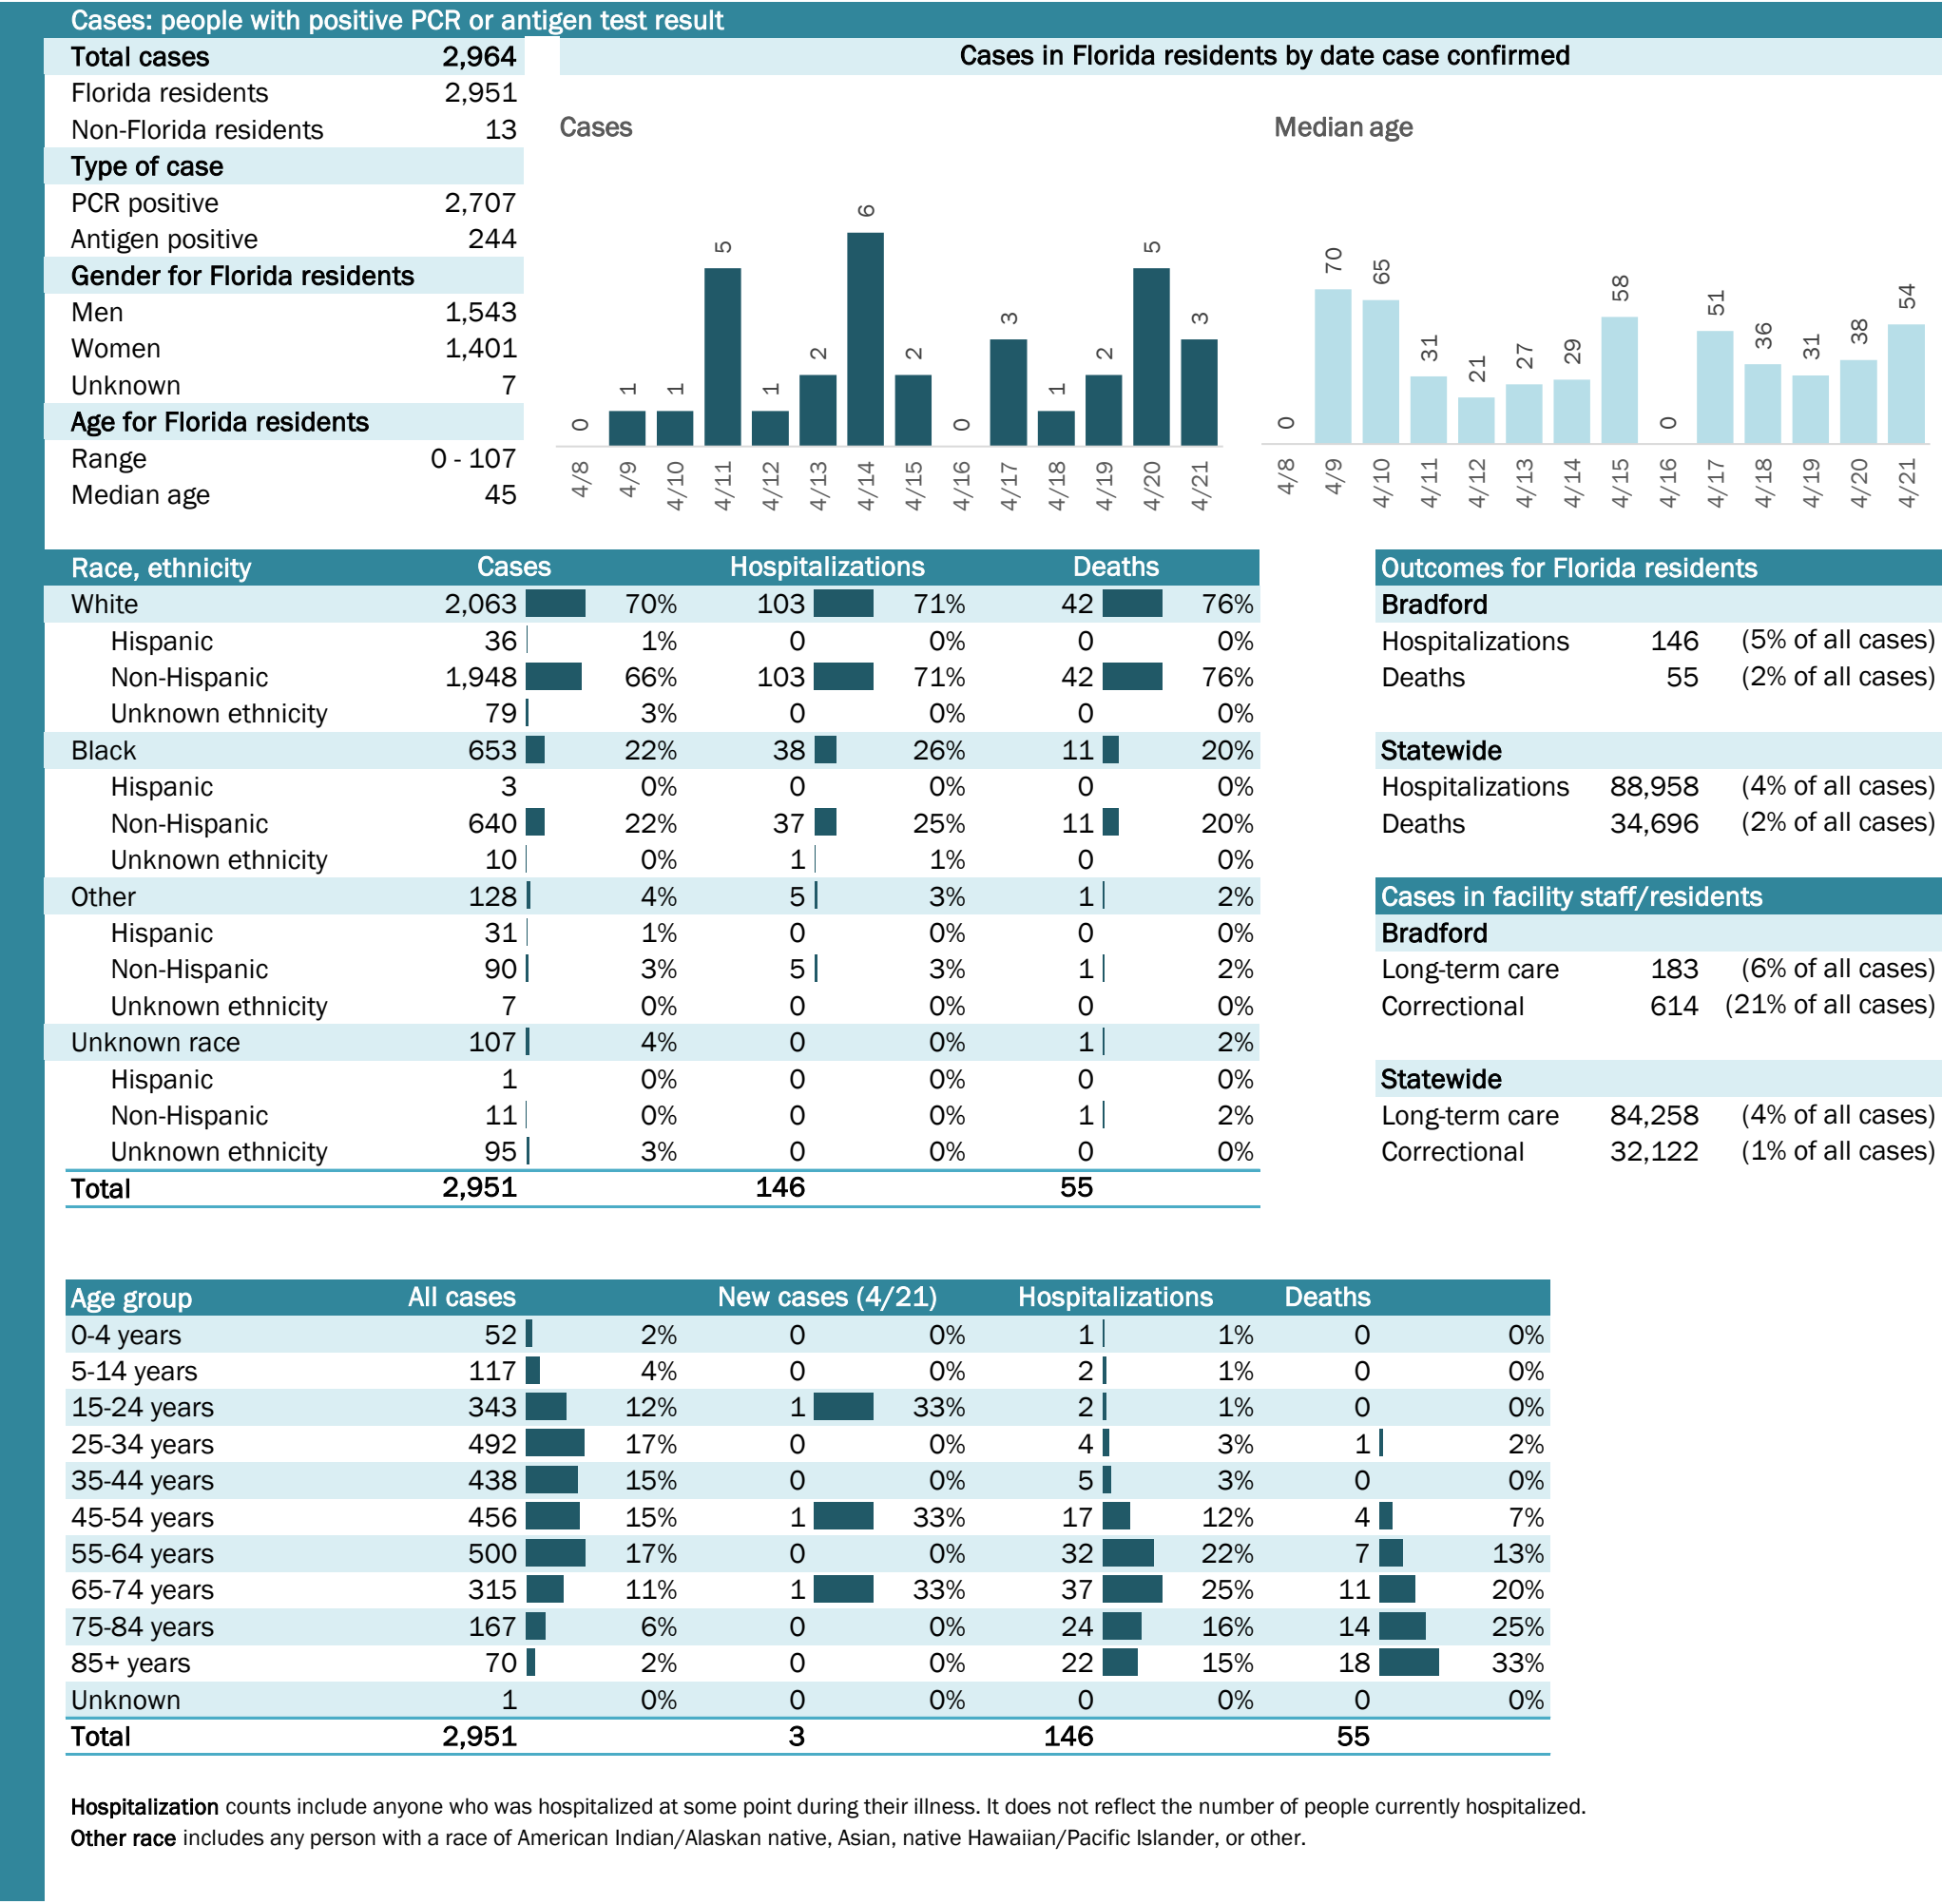 Cases: people with positive PCR or antigen test result
Total cases 2,964
Florida residents 2,951
Non-Florida residents 13
Type of case
PCR positive 2,707
Antigen positive 244
Gender for Florida residents
Men 1,543
Women 1,401
Unknown 7
Age for Florida residents
Range 0 - 107
Median age 45
Cases in Florida residents by date case confirmed
Cases
0 1 1 5 1 2 6 2 0 3 1 2 5 3
4/8 4/9 4/10 4/11 4/12 4/13 4/14 4/15 4/16 4/17 4/18 4/19 4/20 4/21
Median age
0 70 65 31 21 27 29 58 0 51 36 31 38 54
4/8 4/9 4/10 4/11 4/12 4/13 4/14 4/15 4/16 4/17 4/18 4/19 4/20 4/21
Race, ethnicity Cases Hospitalizations Deaths
White 2,063 70% 103 71% 42 76%
Hispanic 36 1% 0 0% 0 0%
Non-Hispanic 1,948 66% 103 71% 42 76%
Unknown ethnicity 79 3% 0 0% 0 0%
Black 653 22% 38 26% 11 20%
Hispanic 3 0% 0 0% 0 0%
Non-Hispanic 640 22% 37 25% 11 20%
Unknown ethnicity 10 0% 1 1% 0 0%
Other 128 4% 5 3% 1 2%
Hispanic 31 1% 0 0% 0 0%
Non-Hispanic 90 3% 5 3% 1 2%
Unknown ethnicity 7 0% 0 0% 0 0%
Unknown race 107 4% 0 0% 1 2%
Hispanic 1 0% 0 0% 0 0%
Non-Hispanic 11 0% 0 0% 1 2%
Unknown ethnicity 95 3% 0 0% 0 0%
Total 2,951 146 55
Outcomes for Florida residents
Bradford
Hospitalizations 146 (5% of all cases)
Deaths 55 (2% of all cases)
Statewide
Hospitalizations 88,958 (4% of all cases)
Deaths 34,696 (2% of all cases)
Cases in facility staff/residents
Bradford
Long-term care 183 (6% of all cases)
Correctional 614 (21% of all cases)
Statewide
Long-term care 84,258 (4% of all cases)
Correctional 32,122 (1% of all cases)
Age group All cases New cases (4/21) Hospitalizations Deaths
0-4 years 52 2% 0 0% 1 1% 0 0%
5-14 years 117 4% 0 0% 2 1% 0 0%
15-24 years 343 12% 1 33% 2 1% 0 0%
25-34 years 492 17% 0 0% 4 3% 1 2%
35-44 years 438 15% 0 0% 5 3% 0 0%
45-54 years 456 15% 1 33% 17 12% 4 7%
55-64 years 500 17% 0 0% 32 22% 7 13%
65-74 years 315 11% 1 33% 37 25% 11 20%
75-84 years 167 6% 0 0% 24 16% 14 25%
85+ years 70 2% 0 0% 22 15% 18 33%
Unknown 1 0% 0 0% 0 0% 0 0%
Total 2,951 3 146 55
Hospitalization counts include anyone who was hospitalized at some point during their illness. It does not reflect the number of people currently hospitalized.
Other race includes any person with a race of American Indian/Alaskan native, Asian, native Hawaiian/Pacific Islander, or other.